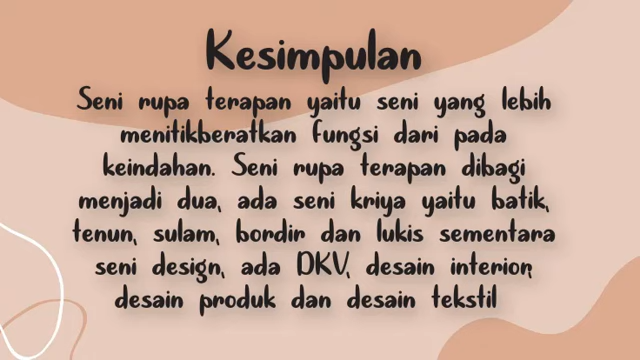 Kesimpulan
Seni rupa terapan yaitu seni yang lebih
menitikberatkan fungsi dari pada
keindahan. Seni rupa terapan dibagi
menjadi dua, ada seni kriya yaitu batik,
tenun, sulam, bordir dan lukis sementara
seni design, ada DKV, desain interior,
desain produk dan desain tekstil